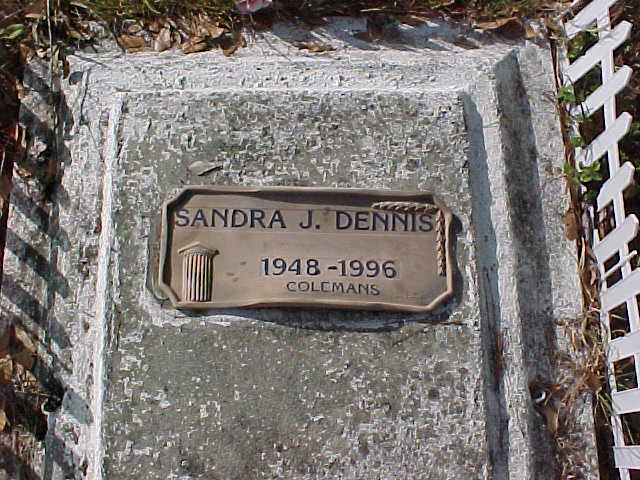 SANDRA J. DENNIS
1948-1996
COLEMANS